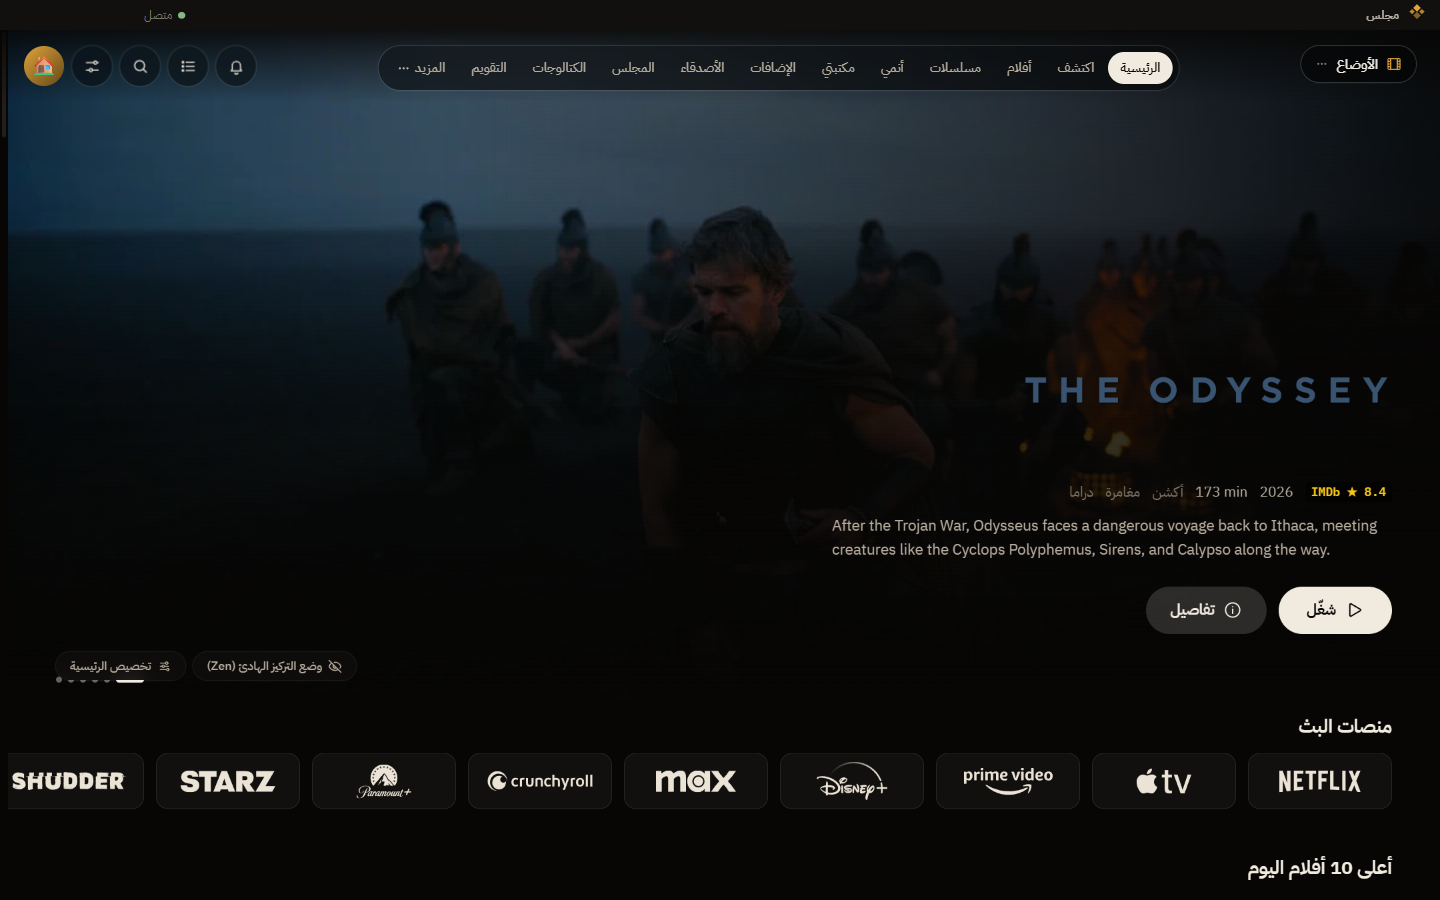 مجلس
متصل
الأوضاع
الرئيسية اكتشف أفلام مسلسلات أنمي مكتبتي الإضافات الأصدقاء المجلس الكتالوجات التقويم المزيد
THE ODYSSEY
IMDb ★ 8.4 2026 173 min أكشن مغامرة دراما
After the Trojan War, Odysseus faces a dangerous voyage back to Ithaca, meeting
creatures like the Cyclops Polyphemus, Sirens, and Calypso along the way.
شغّل تفاصيل
وضع التركيز الهادئ (Zen) تخصيص الرئيسية
منصات البث
NETFLIX tv prime video Disney+ max crunchyroll Paramount+ STARZ SHUDDER
أعلى 10 أفلام اليوم